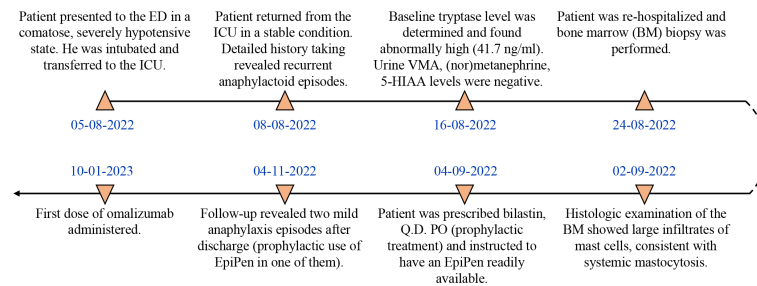 Patient presented to the ED in a
comatose, severely hypotensive
state. He was intubated and
transferred to the ICU.
05-08-2022
Patient returned from the
ICU in a stable condition.
Detailed history taking
revealed recurrent
anaphylactoid episodes.
08-08-2022
Baseline tryptase level was
determined and found
abnormally high (41.7 ng/ml).
Urine VMA, (nor)metanephrine,
5-HIAA levels were negative.
16-08-2022
Patient was re-hospitalized and
bone marrow (BM) biopsy was
performed.
24-08-2022
02-09-2022
Histologic examination of the
BM showed large infiltrates of
mast cells, consistent with
systemic mastocytosis.
04-09-2022
Patient was prescribed bilastin,
Q.D. PO (prophylactic
treatment) and instructed to
have an EpiPen readily
available.
04-11-2022
Follow-up revealed two mild
anaphylaxis episodes after
discharge (prophylactic use of
EpiPen in one of them).
10-01-2023
First dose of omalizumab
administered.